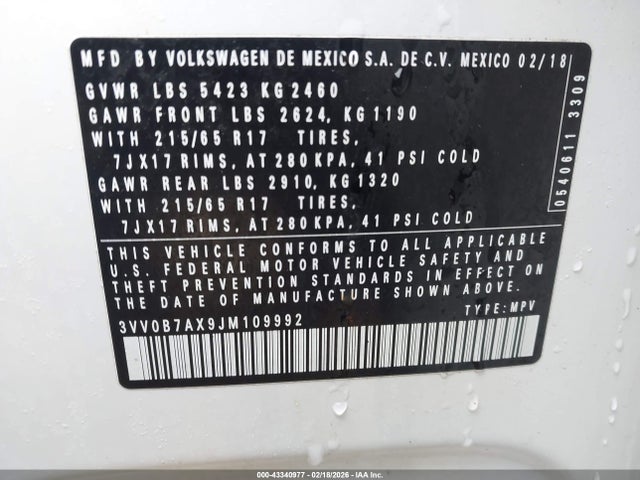 MFD BY VOLKSWAGEN DE MEXICO S.A. DE C.V. MEXICO 02/18
GVWR LBS 5423 KG 2460
GAWR FRONT LBS 2624, KG 1190
WITH 215/65 R17 TIRES,
7JX17 RIMS, AT 280 KPA, 41 PSI COLD
GAWR REAR LBS 2910, KG 1320
WITH 215/65 R17 TIRES,
7JX17 RIMS, AT 280 KPA, 41 PSI COLD
THIS VEHICLE CONFORMS TO ALL APPLICABLE
U.S. FEDERAL MOTOR VEHICLE SAFETY AND
THEFT PREVENTION STANDARDS IN EFFECT ON
THE DATE OF MANUFACTURE SHOWN ABOVE.
3VV0B7AX9JM109992 TYPE: MPV
0540611 3309
000-43340977 - 02/18/2026 - IAA Inc.